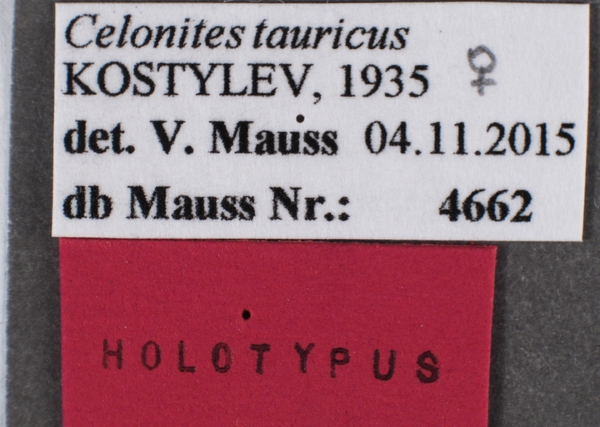 Celonites tauricus
KOSTYLEV, 1935 ♀
det. V. Mauss 04.11.2015
db Mauss Nr.: 4662
HOLOTYPUS